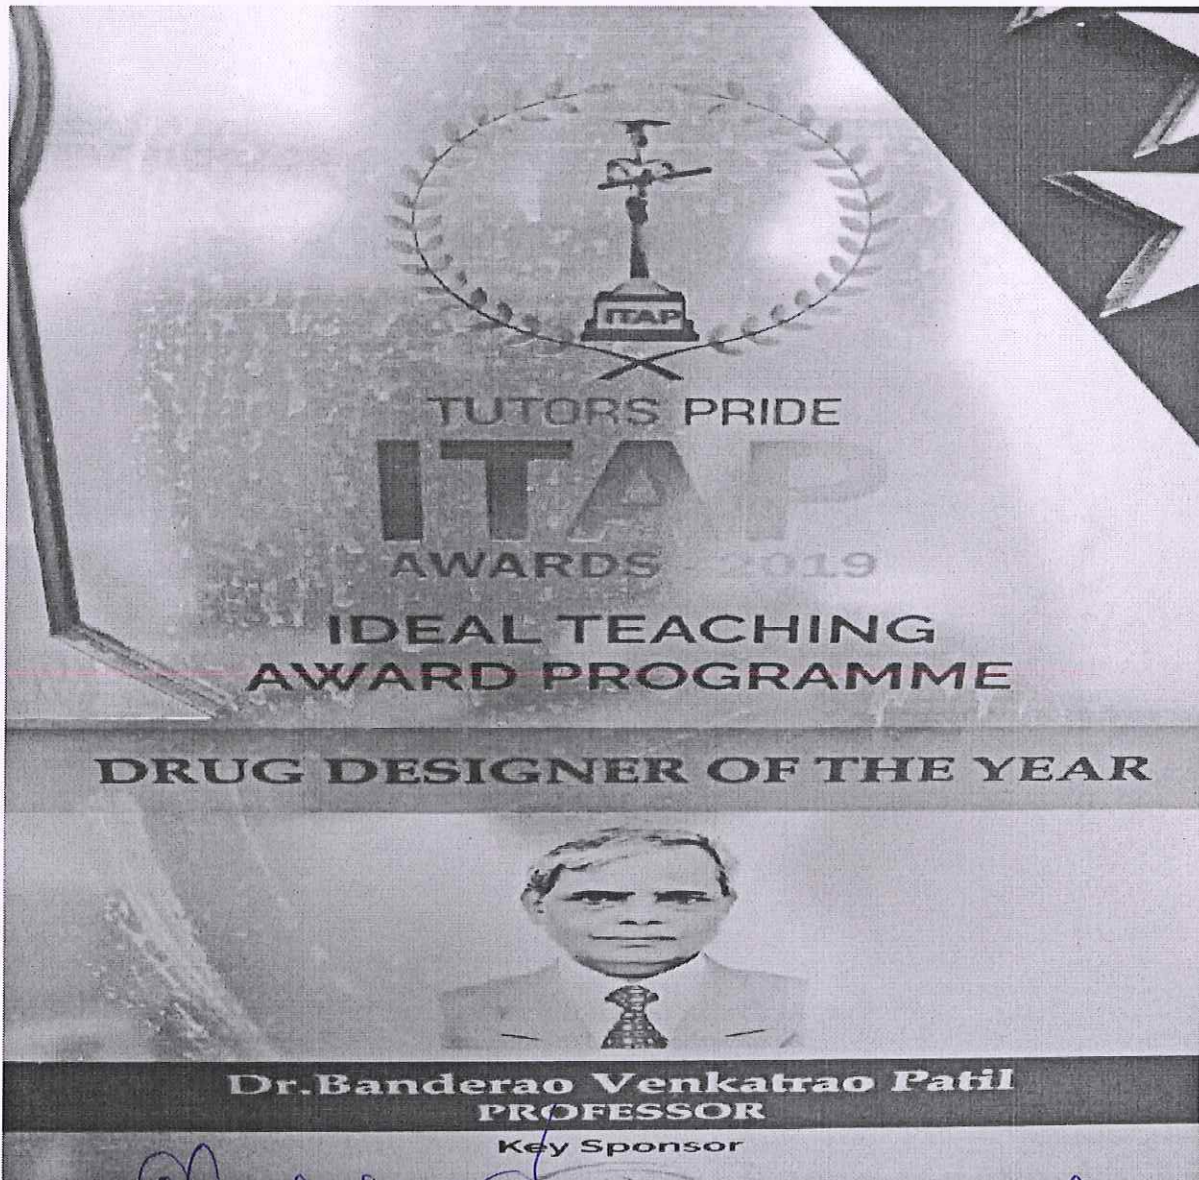 ITAP
TUTORS PRIDE
ITAP
AWARDS - 2019
IDEAL TEACHING
AWARD PROGRAMME
DRUG DESIGNER OF THE YEAR
Dr.Banderao Venkatrao Patil
PROFESSOR
Key Sponsor